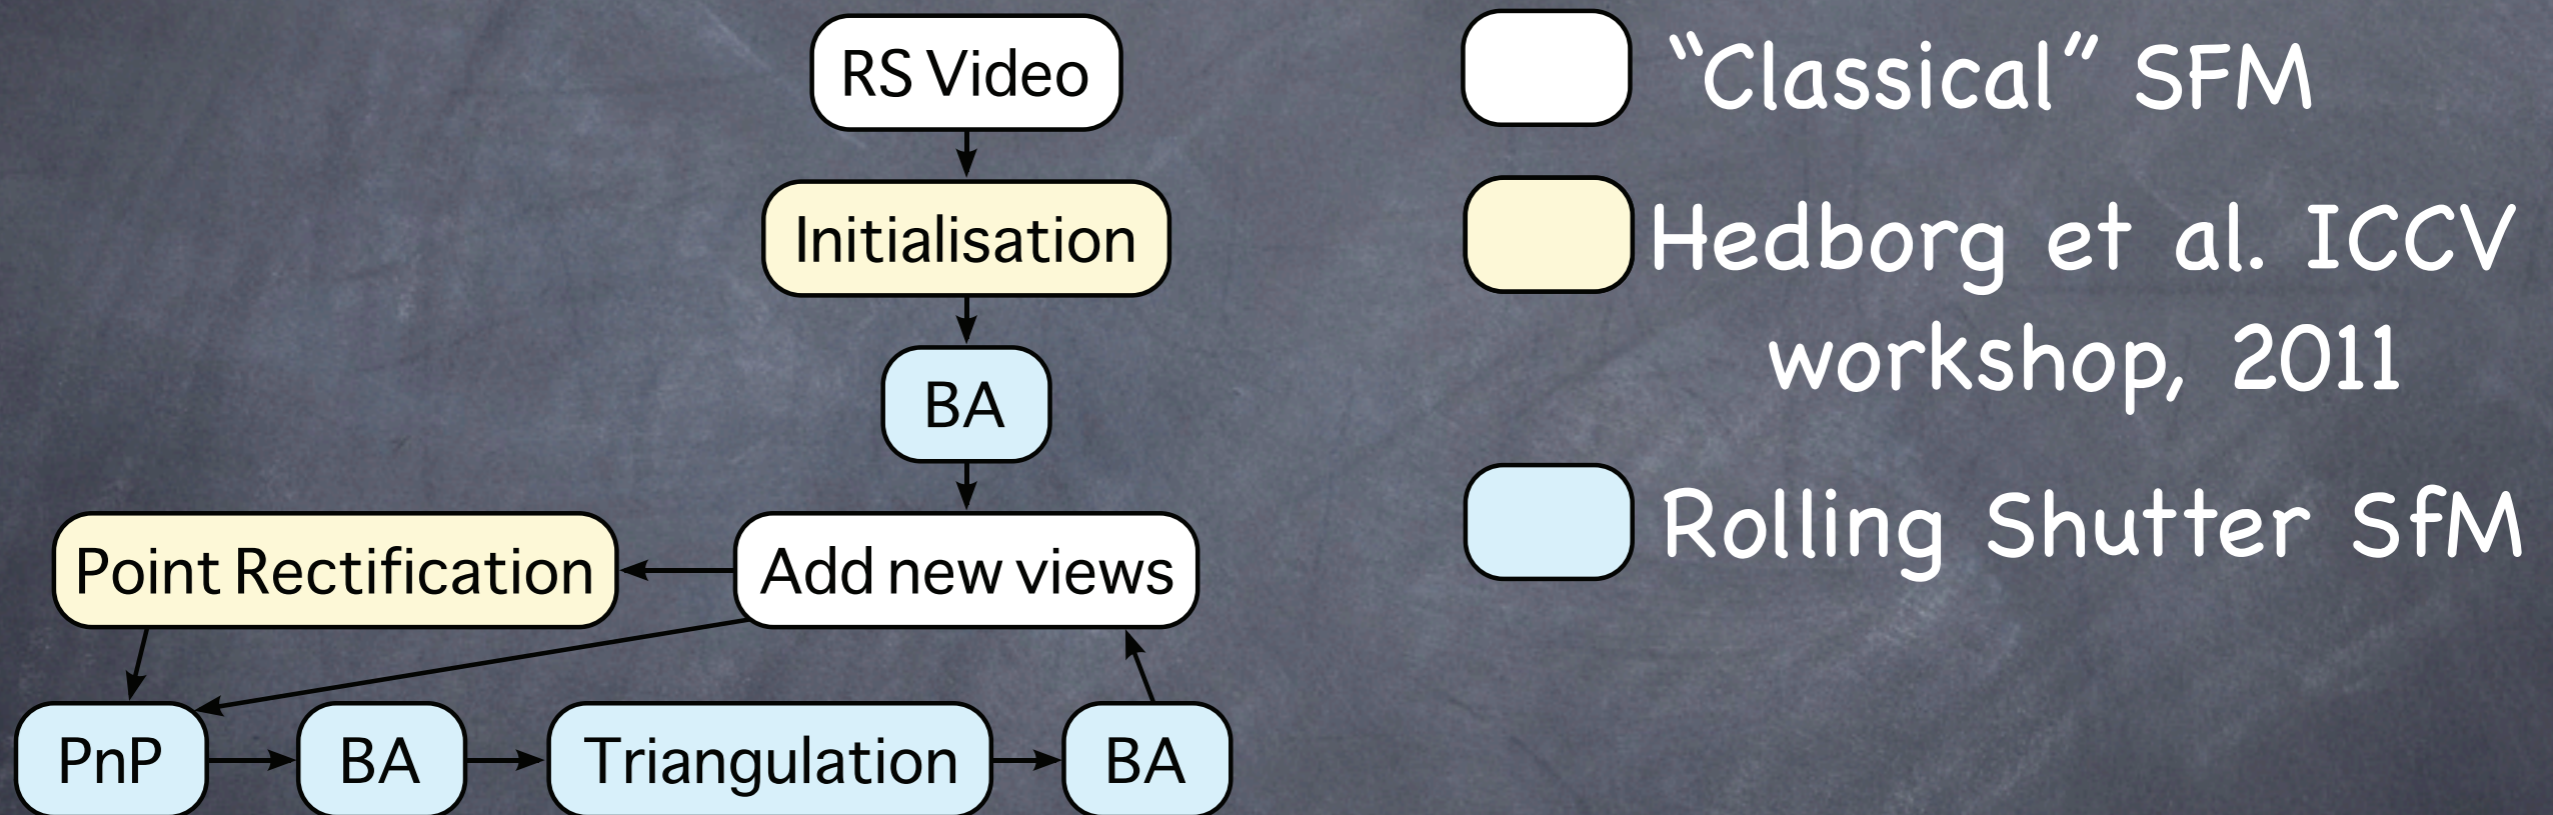 RS Video
Initialisation
BA
Point Rectification
Add new views
PnP
BA
Triangulation
BA
“Classical” SFM
Hedborg et al. ICCV
workshop, 2011
Rolling Shutter SfM